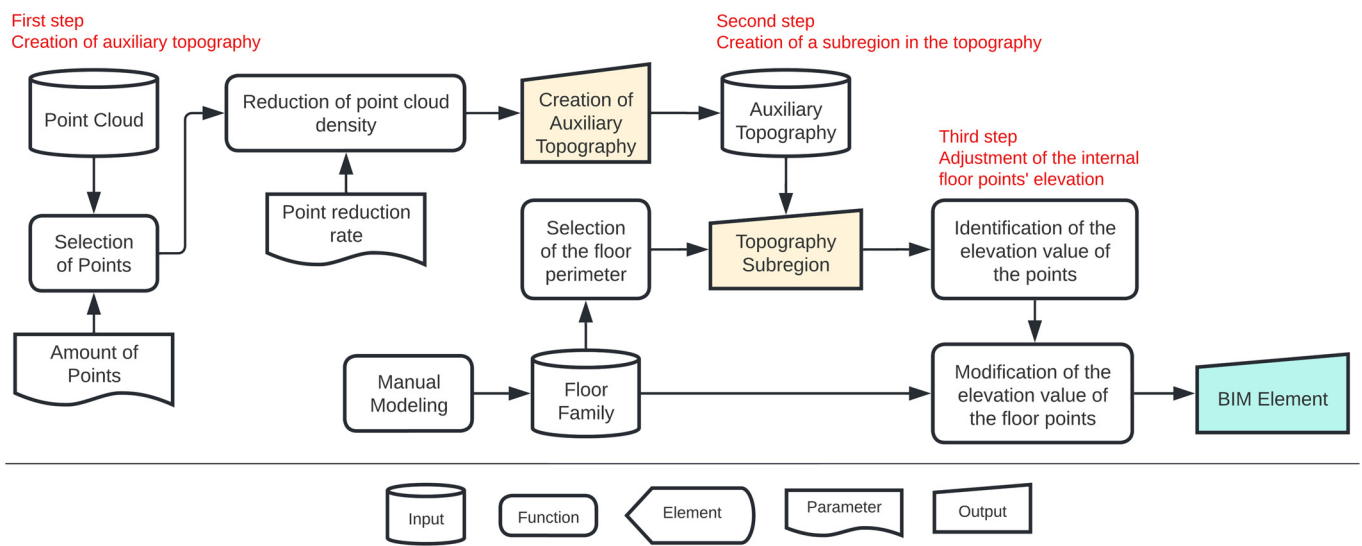 First step
Creation of auxiliary topography
Second step
Creation of a subregion in the topography
Point Cloud
Reduction of point cloud
density
Creation of
Auxiliary
Topography
Auxiliary
Topography
Third step
Adjustment of the internal
floor points' elevation
Selection
of Points
Point reduction
rate
Selection
of the floor
perimeter
Topography
Subregion
Identification of the
elevation value of
the points
Amount of
Points
Manual
Modeling
Floor
Family
Modification of the
elevation value of
the floor points
BIM Element
Input
Function
Element
Parameter
Output